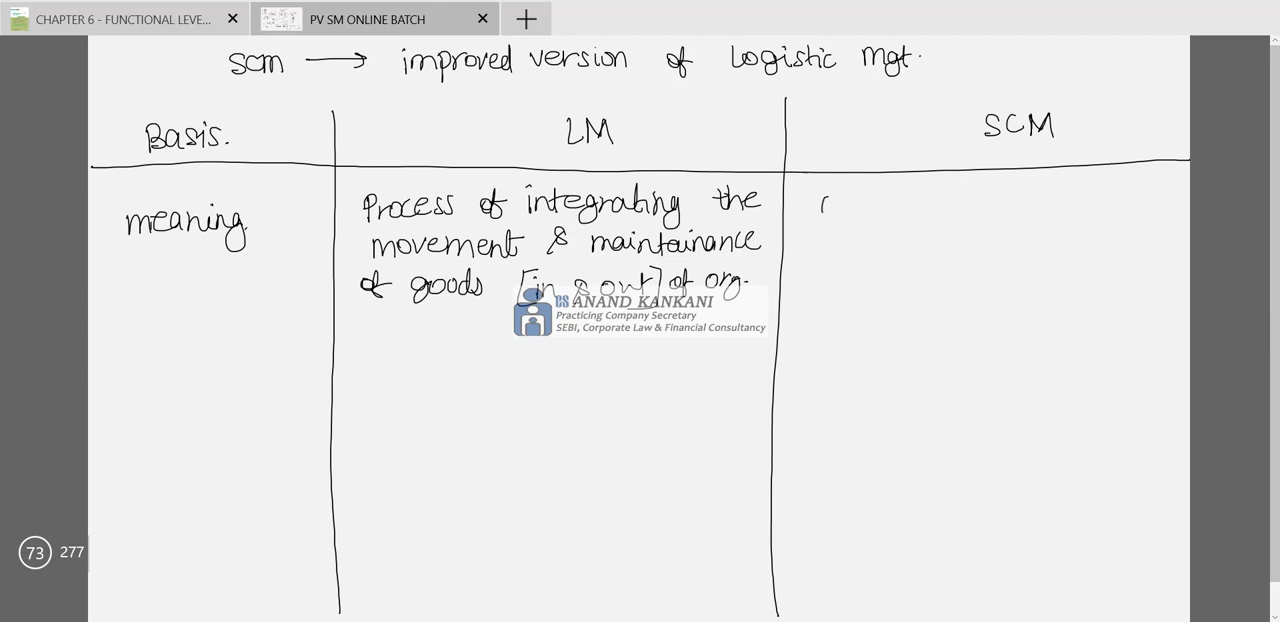 CHAPTER 6 - FUNCTIONAL LEVE...
PV SM ONLINE BATCH
SCM → improved version of Logistic Mgt.
Basis.
LM
SCM
meaning.
Process of integrating the
movement & maintainance
of goods [in & out] of org.
CS ANAND KANKANI
Practicing Company Secretary
SEBI, Corporate Law & Financial Consultancy
73 277